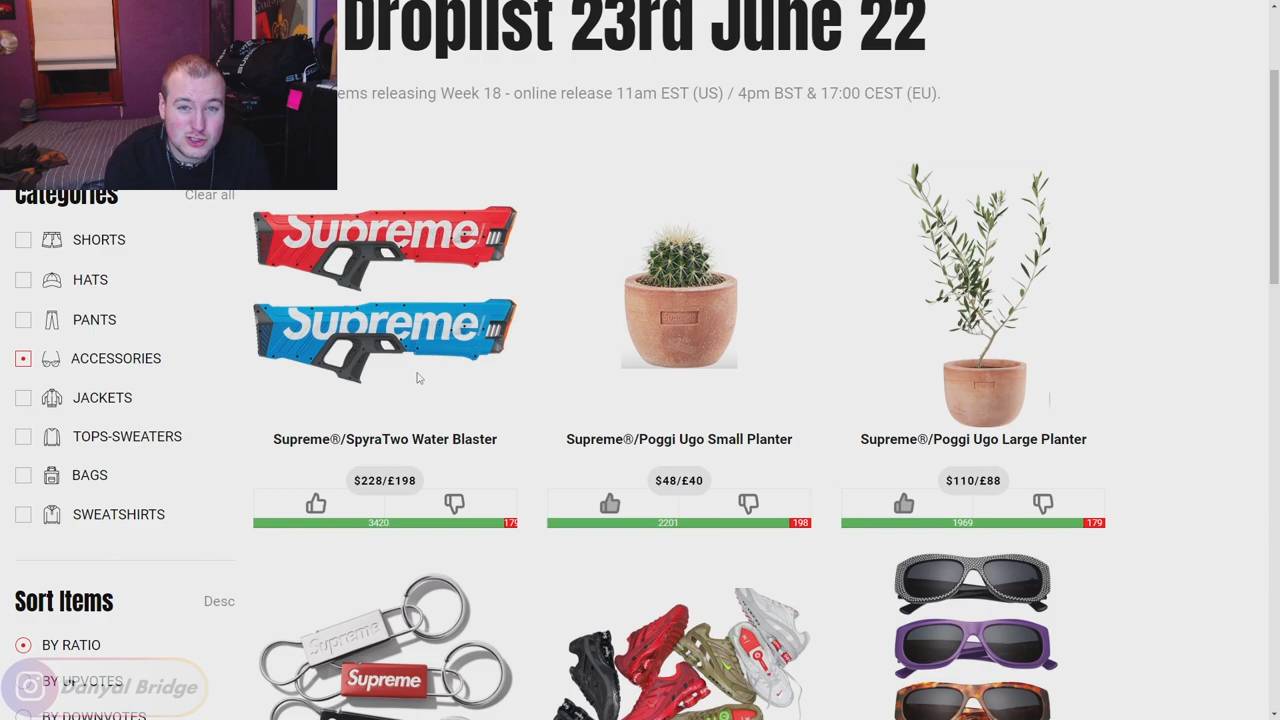 Droplist 23rd June 22
ems releasing Week 18 - online release 11am EST (US) / 4pm BST & 17:00 CEST (EU).
Categories
Clear all
SHORTS
HATS
PANTS
ACCESSORIES
JACKETS
TOPS-SWEATERS
BAGS
SWEATSHIRTS
Supreme
Supreme
Supreme
Supreme®/SpyraTwo Water Blaster
Supreme®/Poggi Ugo Small Planter
Supreme®/Poggi Ugo Large Planter
$228/£198
$48/£40
$110/£88
3420
179
2201
198
1969
179
Sort Items
Desc
BY RATIO
BY UPVOTES
BY DOWNVOTES
Danyal Bridge
Supreme
Supreme